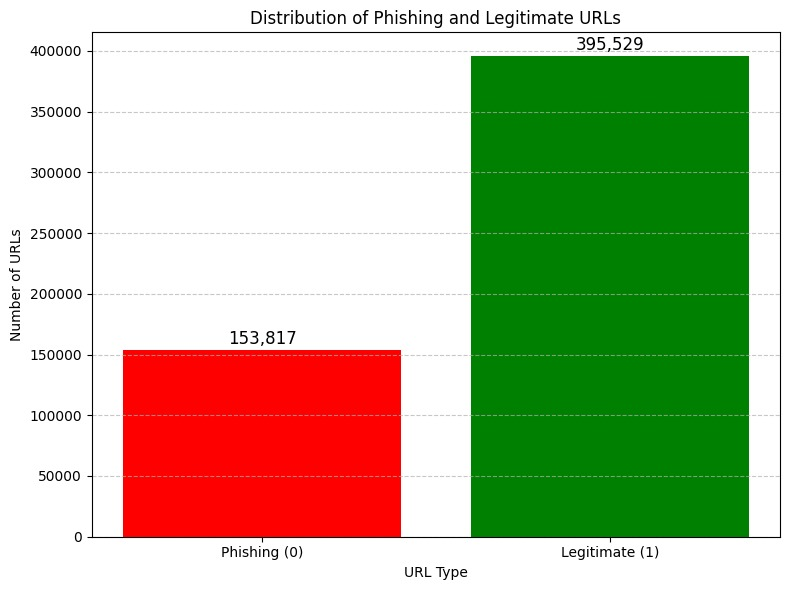 Distribution of Phishing and Legitimate URLs
400000
350000
300000
250000
200000
150000
100000
50000
0
Number of URLs
153,817
395,529
Phishing (0)
Legitimate (1)
URL Type